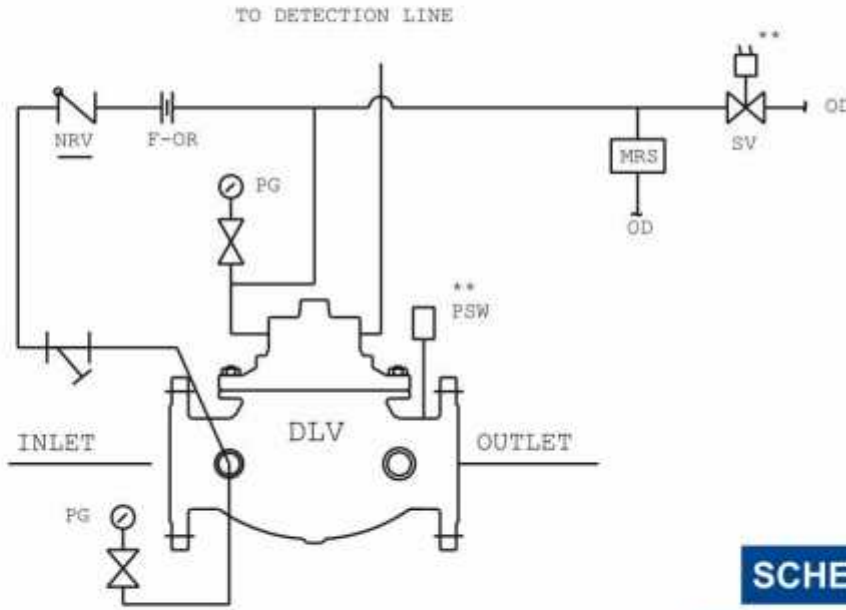 TO DETECTION LINE
**
OD
NRV
F-OR
SV
MRS
PG
OD
**
PSW
DLV
INLET
OUTLET
PG
SCHE